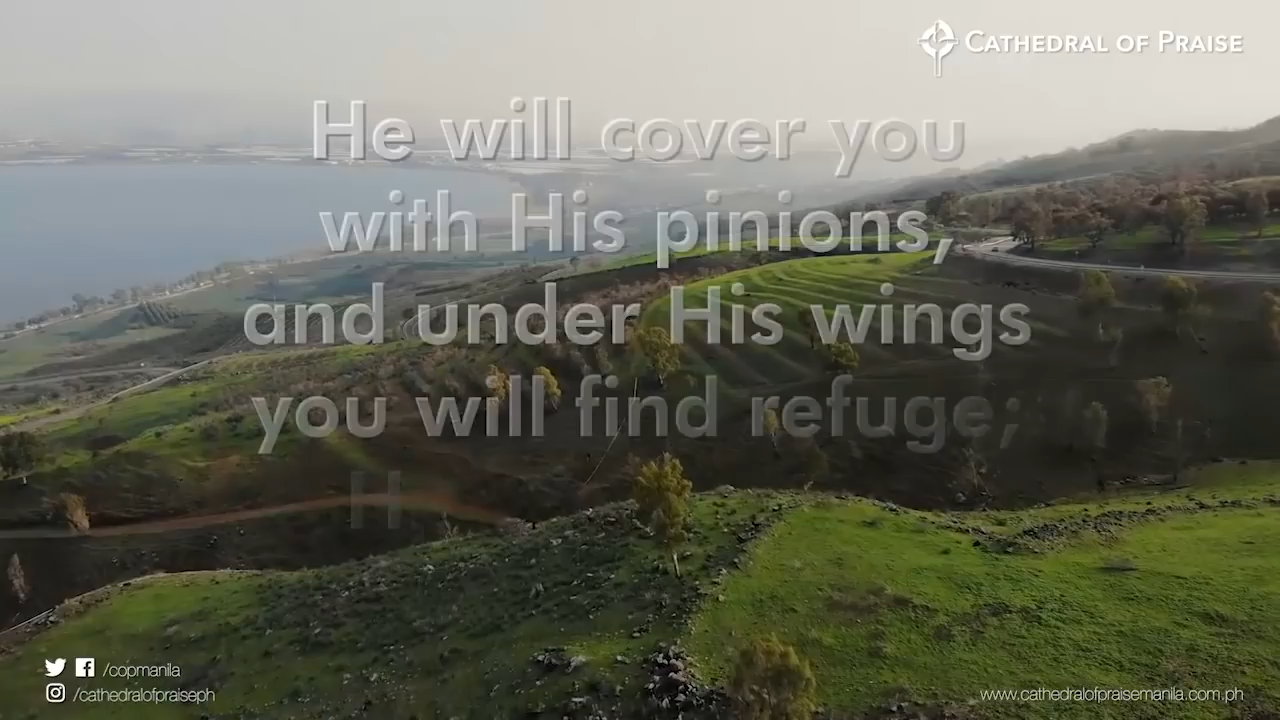 CATHEDRAL OF PRAISE
He will cover you
with His pinions,
and under His wings
you will find refuge;
H
/copmanila
/cathedralofpraiseph
www.cathedralofpraisemanila.com.ph